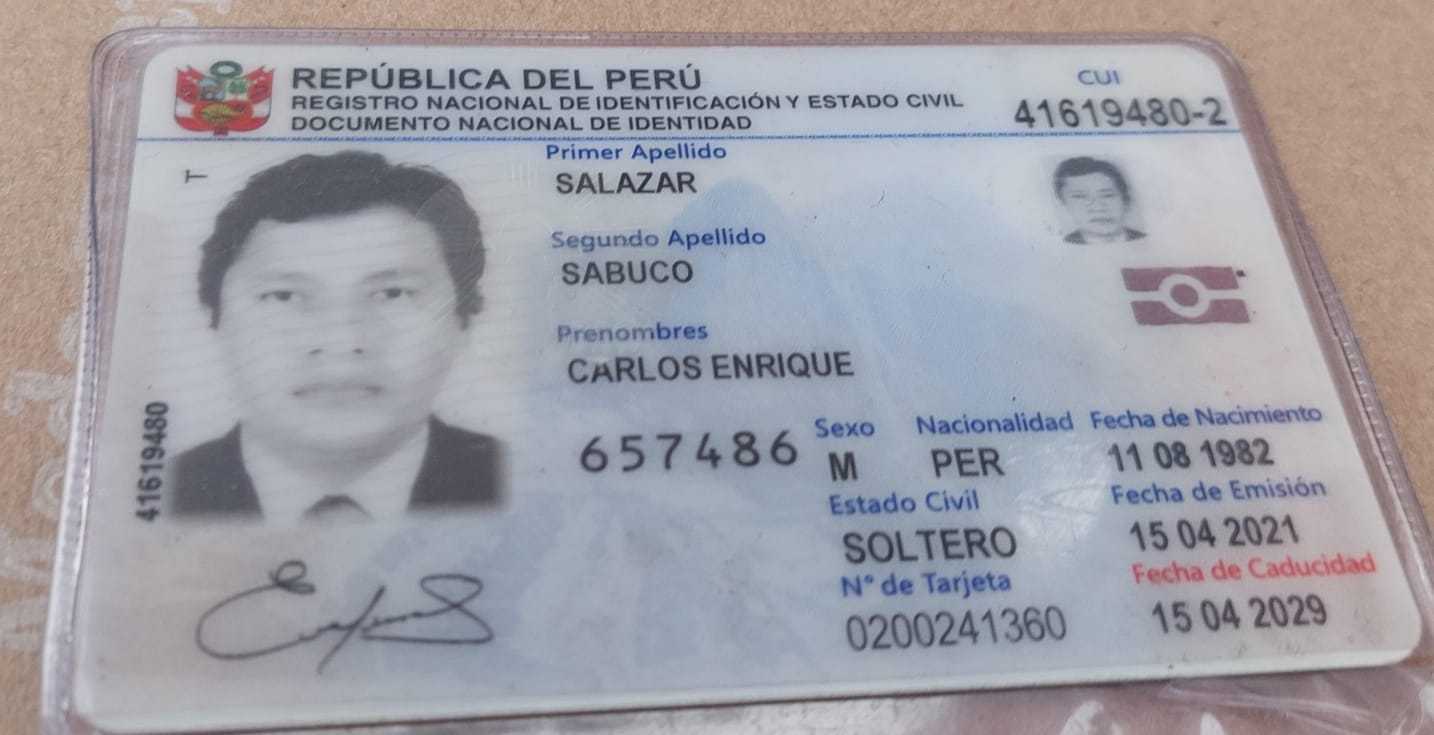 REPÚBLICA DEL PERÚ
REGISTRO NACIONAL DE IDENTIFICACIÓN Y ESTADO CIVIL
DOCUMENTO NACIONAL DE IDENTIDAD
CUI
41619480-2
T
Primer Apellido
SALAZAR
Segundo Apellido
SABUCO
Prenombres
CARLOS ENRIQUE
41619480
657486
Sexo Nacionalidad Fecha de Nacimiento
M PER 11 08 1982
Estado Civil Fecha de Emisión
SOLTERO 15 04 2021
N° de Tarjeta Fecha de Caducidad
0200241360 15 04 2029